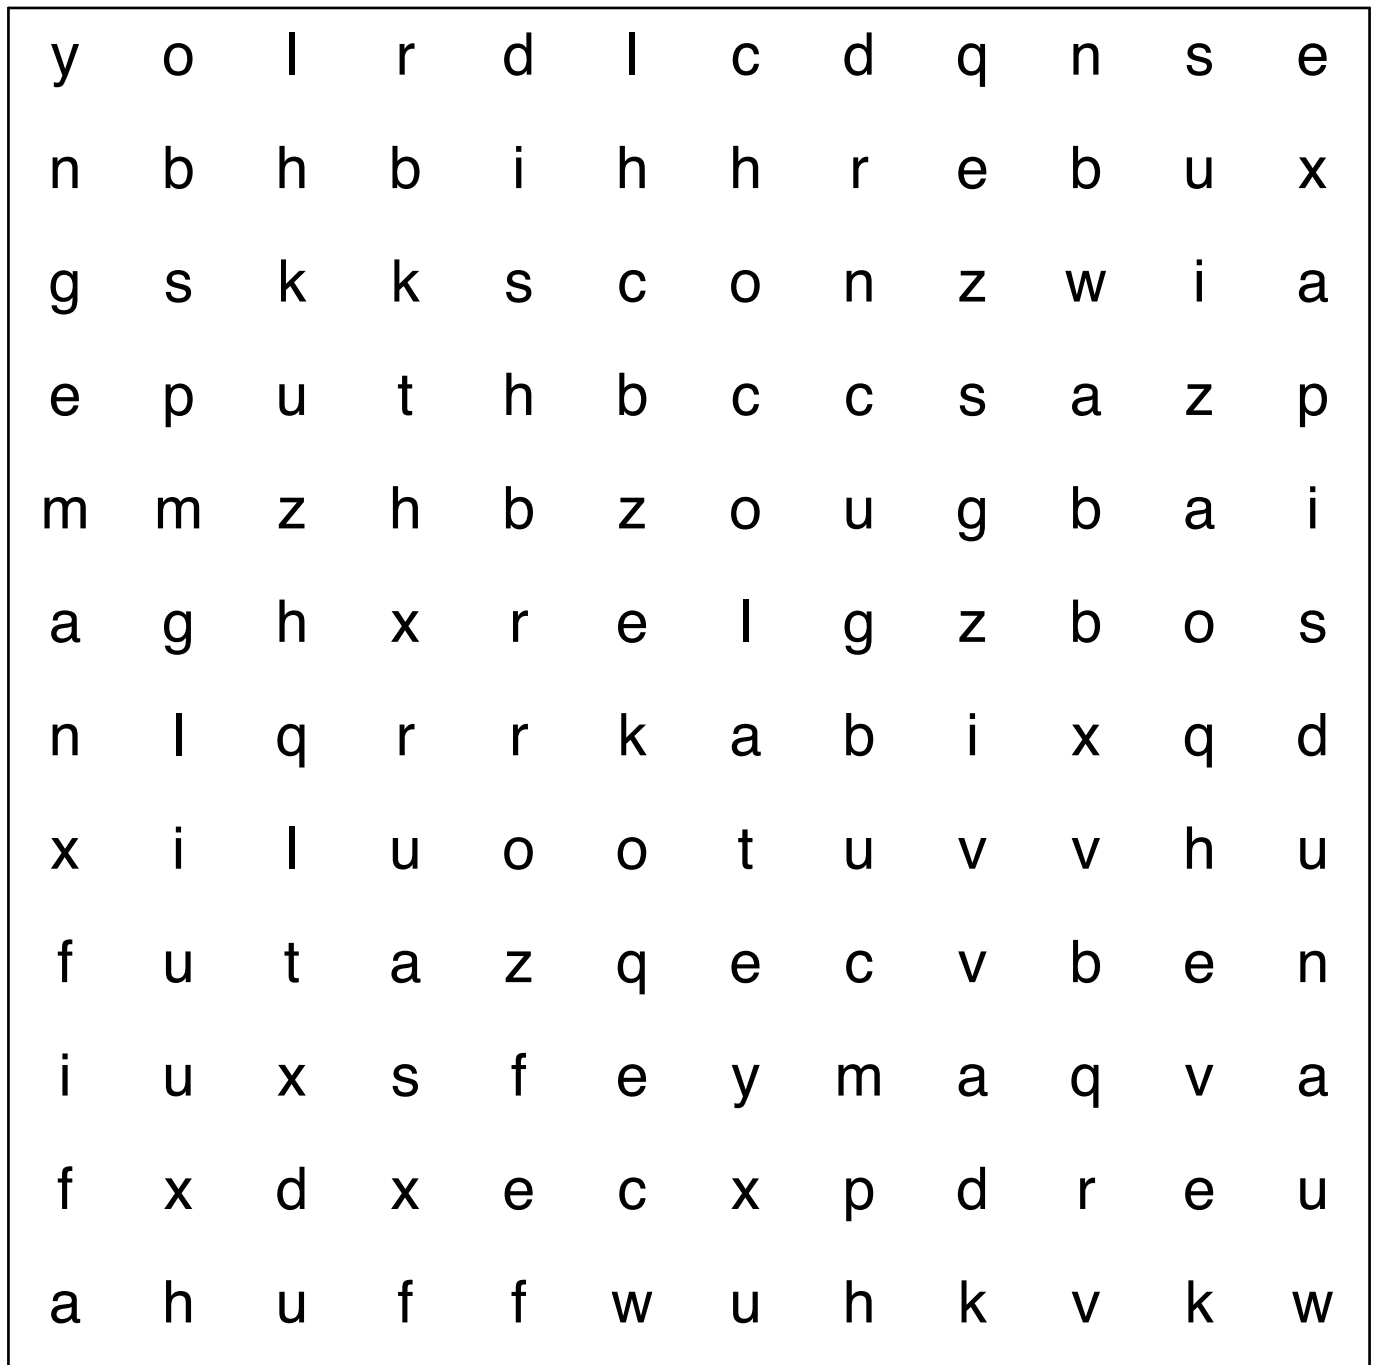 y o l r d l c d q n s e
n b h b i h h r e b u x
g s k k s c o n z w i a
e p u t h b c c s a z p
m m z h b z o u g b a i
a g h x r e l g z b o s
n l q r r k a b i x q d
x i l u o o t u v v h u
f u t a z q e c v b e n
i u x s f e y m a q v a
f x d x e c x p d r e u
a h u f f w u h k v k w